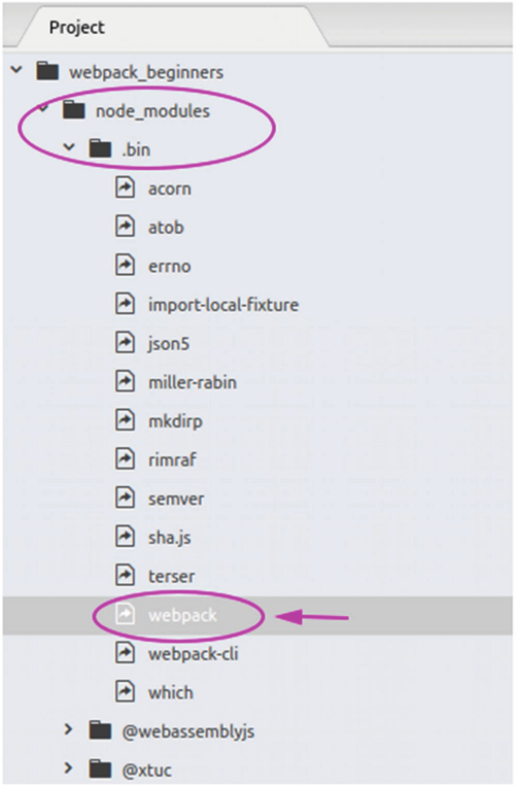 Project
webpack_beginners
node_modules
.bin
acorn
atob
errno
import-local-fixture
json5
miller-rabin
mkdirp
rimraf
semver
sha.js
terser
webpack
webpack-cli
which
@webassemblyjs
@xtuc